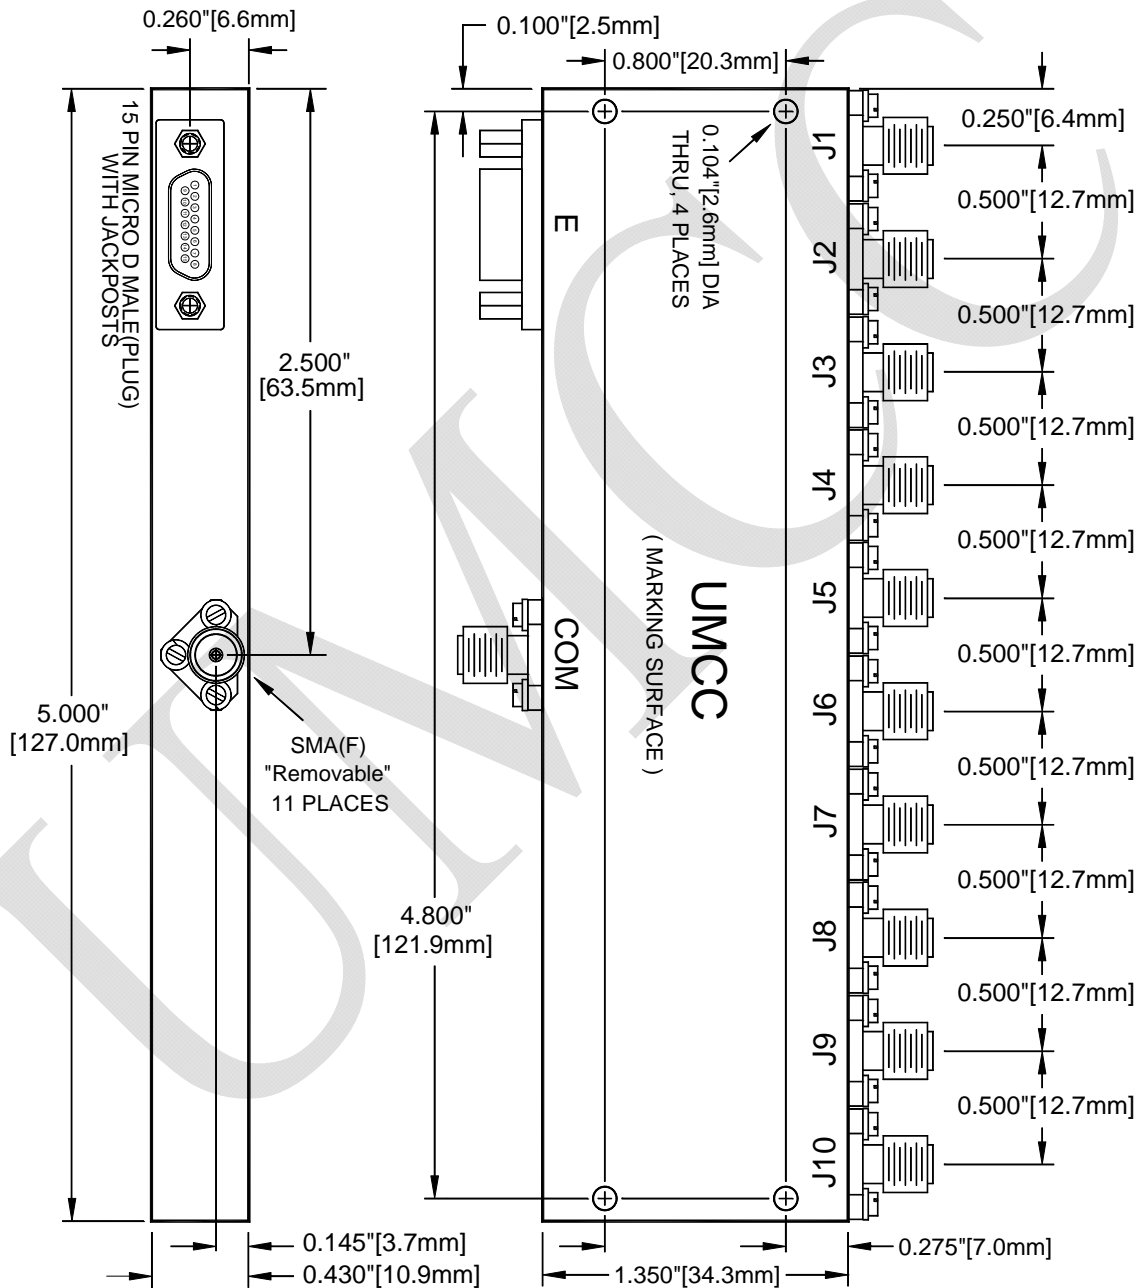 0.260"[6.6mm]
0.100"[2.5mm]
0.800"[20.3mm]
15 PIN MICRO D MALE(PLUG)
WITH JACKPOSTS
2.500"
[63.5mm]
5.000"
[127.0mm]
SMA(F)
"Removable"
11 PLACES
0.145"[3.7mm]
0.430"[10.9mm]
4.800"
[121.9mm]
E
COM
0.104"[2.6mm] DIA
THRU, 4 PLACES
UMCC
( MARKING SURFACE )
J1
J2
J3
J4
J5
J6
J7
J8
J9
J10
0.250"[6.4mm]
0.500"[12.7mm]
0.500"[12.7mm]
0.500"[12.7mm]
0.500"[12.7mm]
0.500"[12.7mm]
0.500"[12.7mm]
0.500"[12.7mm]
0.500"[12.7mm]
0.500"[12.7mm]
0.275"[7.0mm]
1.350"[34.3mm]
UMCC